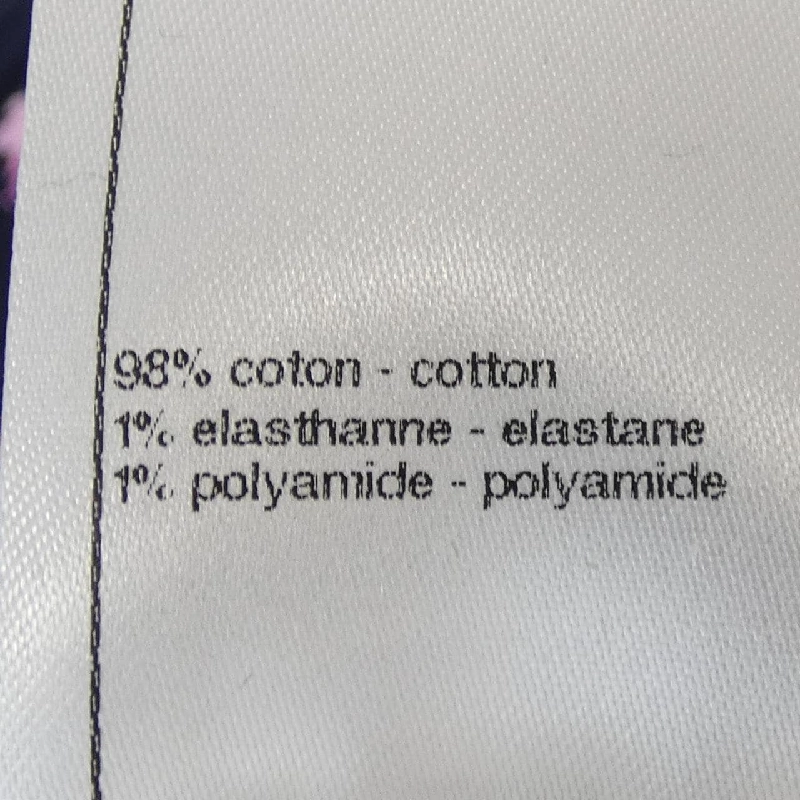 98% coton - cotton
1% elasthanne - elastane
1% polyamide - polyamide